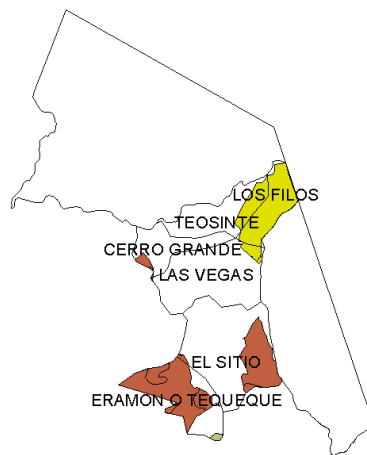 LOS FILOS
TEOSINTE
CERRO GRANDE
LAS VEGAS
EL SITIO
ERAMON O TEQUEQUE